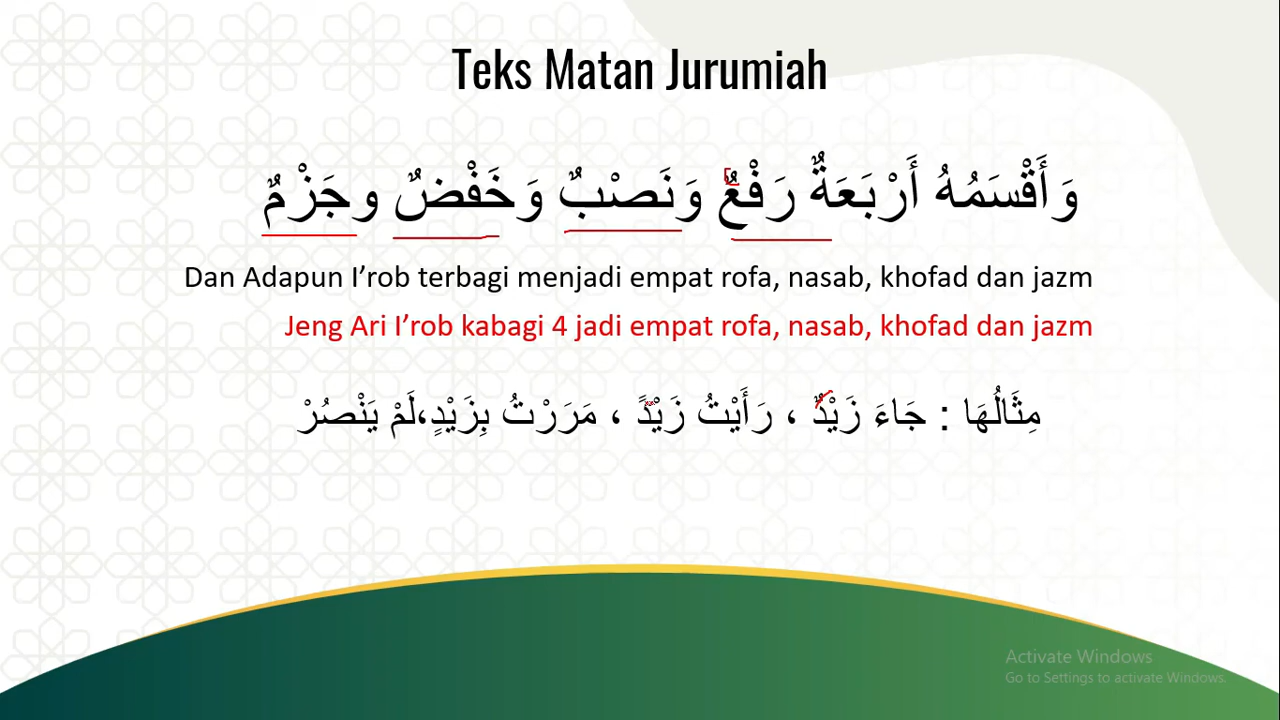 Teks Matan Jurumiah
وَأَقْسَمُهُ أَرْبَعَةٌ رَفْعٌ وَنَصْبٌ وَخَفْضٌ وجَزْمٌ
Dan Adapun I’rob terbagi menjadi empat rofa, nasab, khofad dan jazm
Jeng Ari I’rob kabagi 4 jadi empat rofa, nasab, khofad dan jazm
مِثَالُهَا : جَاءَ زَيْدٌ ، رَأَيْتُ زَيْدً ، مَرَرْتُ بِزَيْدٍ،لَمْ يَنْصُرْ
Activate Windows
Go to Settings to activate Windows.